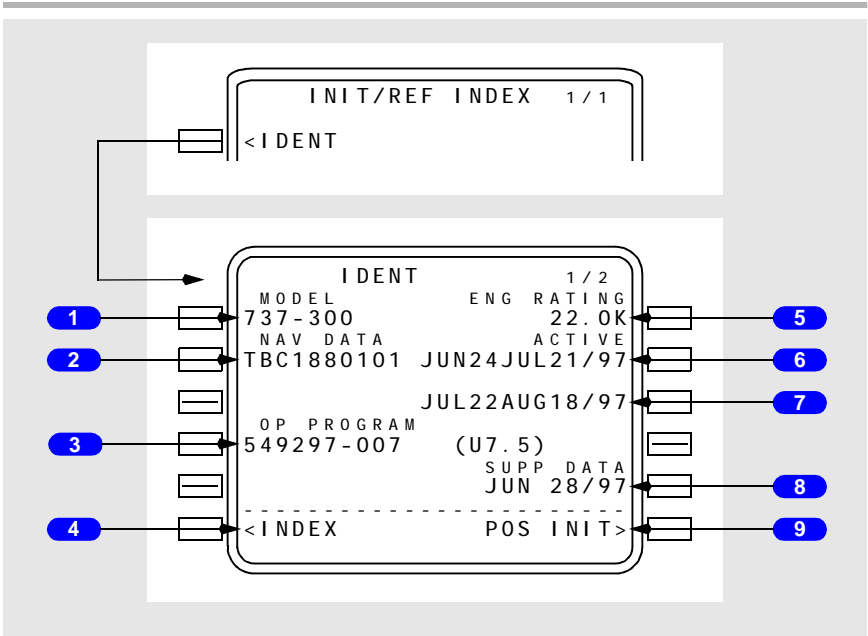 INIT/REF INDEX 1/1
<IDENT
IDENT 1/2
MODEL ENG RATING
1 737-300 22.0K 5
NAV DATA ACTIVE
2 TBC1880101 JUN24JUL21/97 6
JUL22AUG18/97 7
OP PROGRAM
3 549297-007 (U7.5)
SUPP DATA
JUN 28/97 8
------------------------
4 <INDEX POS INIT> 9